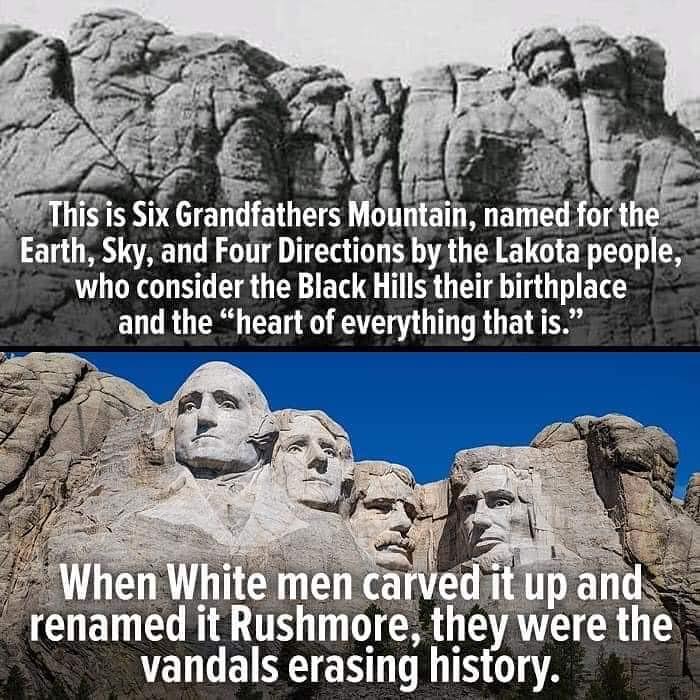 This is Six Grandfathers Mountain, named for the
Earth, Sky, and Four Directions by the Lakota people,
who consider the Black Hills their birthplace
and the “heart of everything that is.”
When White men carved it up and
renamed it Rushmore, they were the
vandals erasing history.